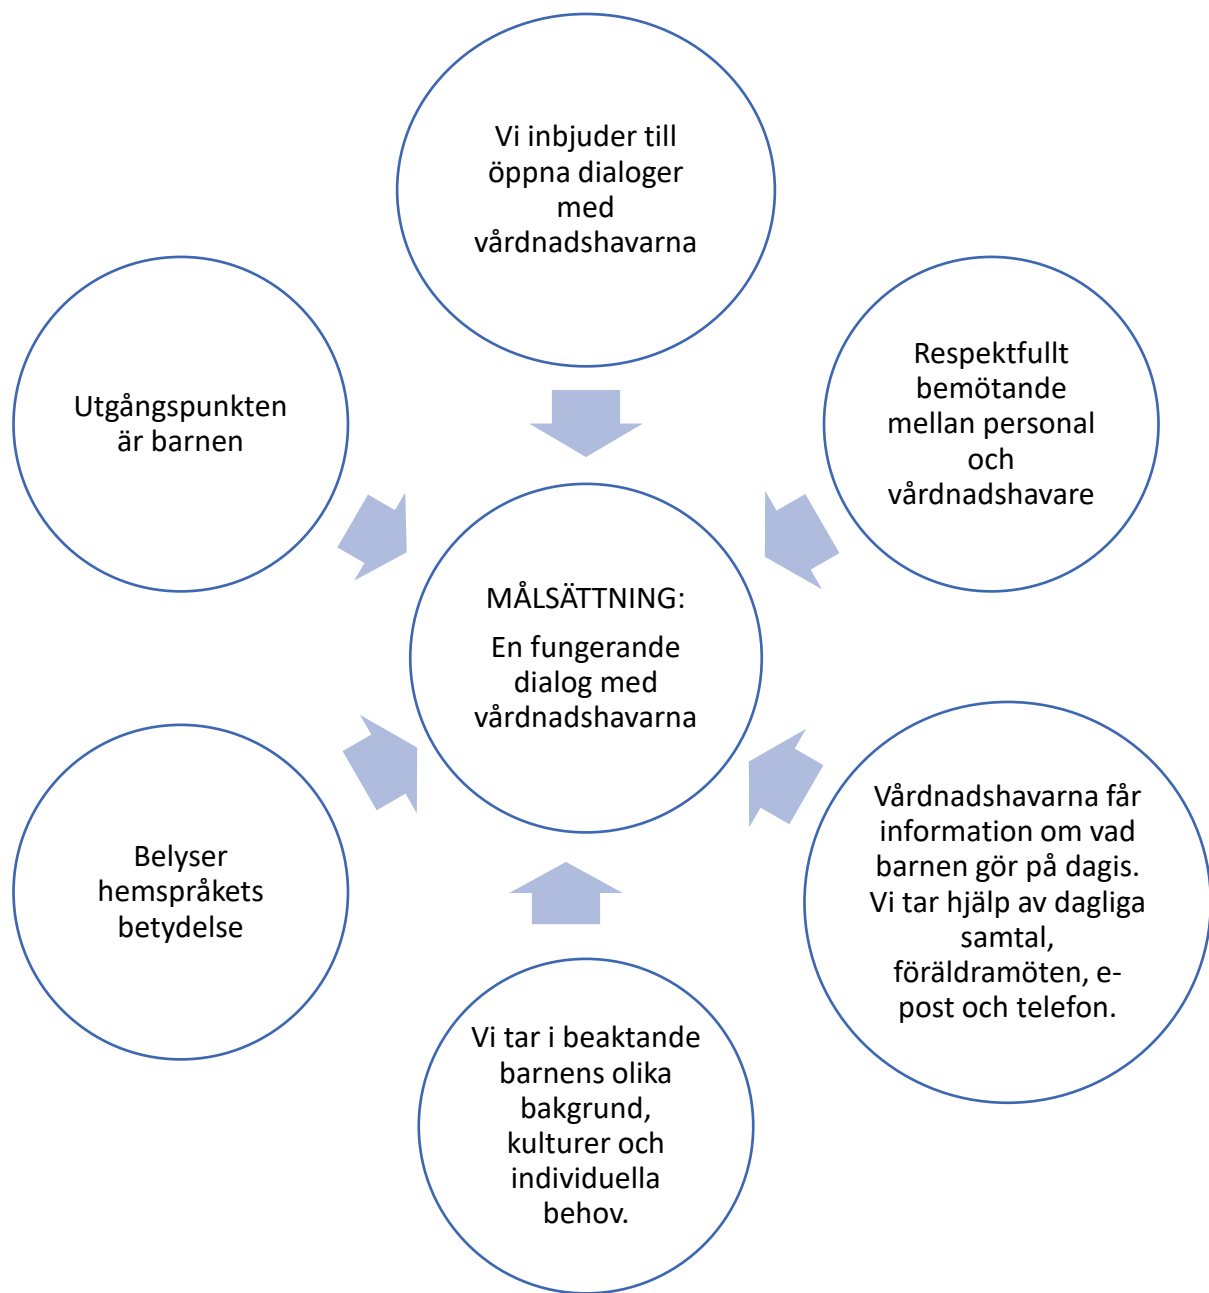 Vi inbjuder till
öppna dialoger
med
vårdnadshavarna
Respektfullt
bemötande
mellan personal
och
vårdnadshavare
Utgångspunkten
är barnen
MÅLSÄTTNING:
En fungerande
dialog med
vårdnadshavarna
Vårdnadshavarna får
information om vad
barnen gör på dagis.
Vi tar hjälp av dagliga
samtal,
föräldramöten, e-
post och telefon.
Belyser
hemspråkets
betydelse
Vi tar i beaktande
barnens olika
bakgrund,
kulturer och
individuella
behov.